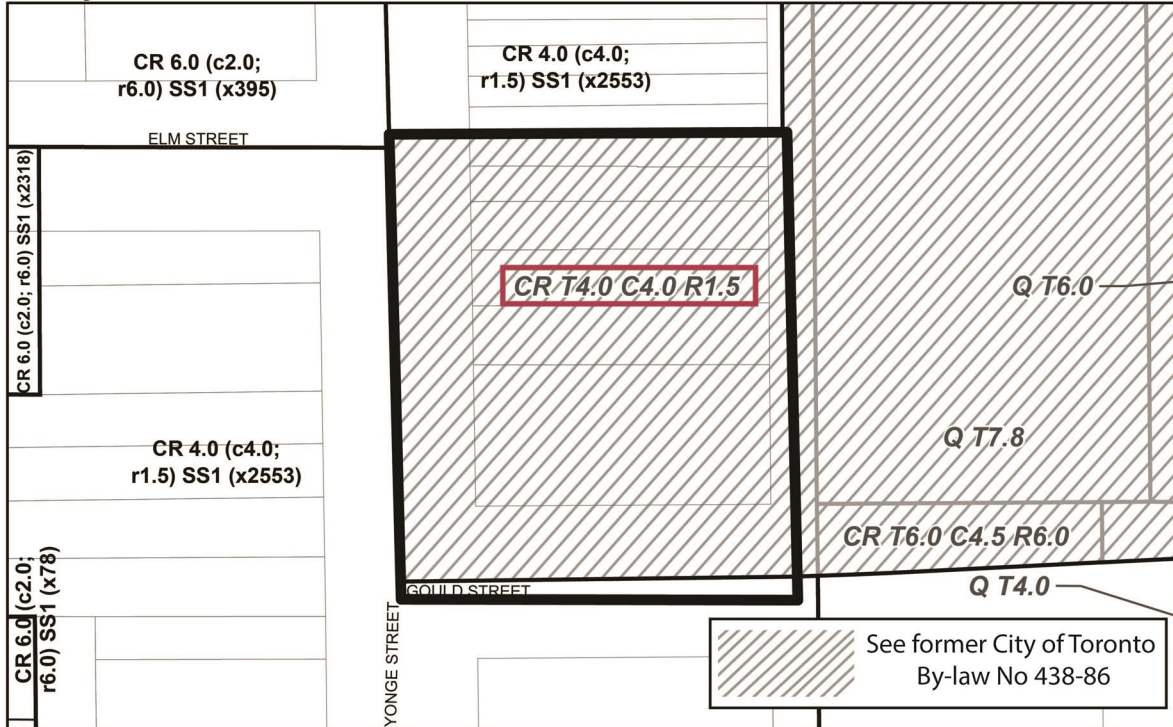 CR 6.0 (c2.0;
r6.0) SS1 (x395)
CR 4.0 (c4.0;
r1.5) SS1 (x2553)
ELM STREET
CR 6.0 (c2.0; r6.0) SS1 (x2318)
CR T4.0 C4.0 R1.5
Q T6.0
Q T7.8
CR 4.0 (c4.0;
r1.5) SS1 (x2553)
CR T6.0 C4.5 R6.0
CR 6.0 (c2.0;
r6.0) SS1 (x78)
GOULD STREET
Q T4.0
YONGE STREET
See former City of Toronto
By-law No 438-86